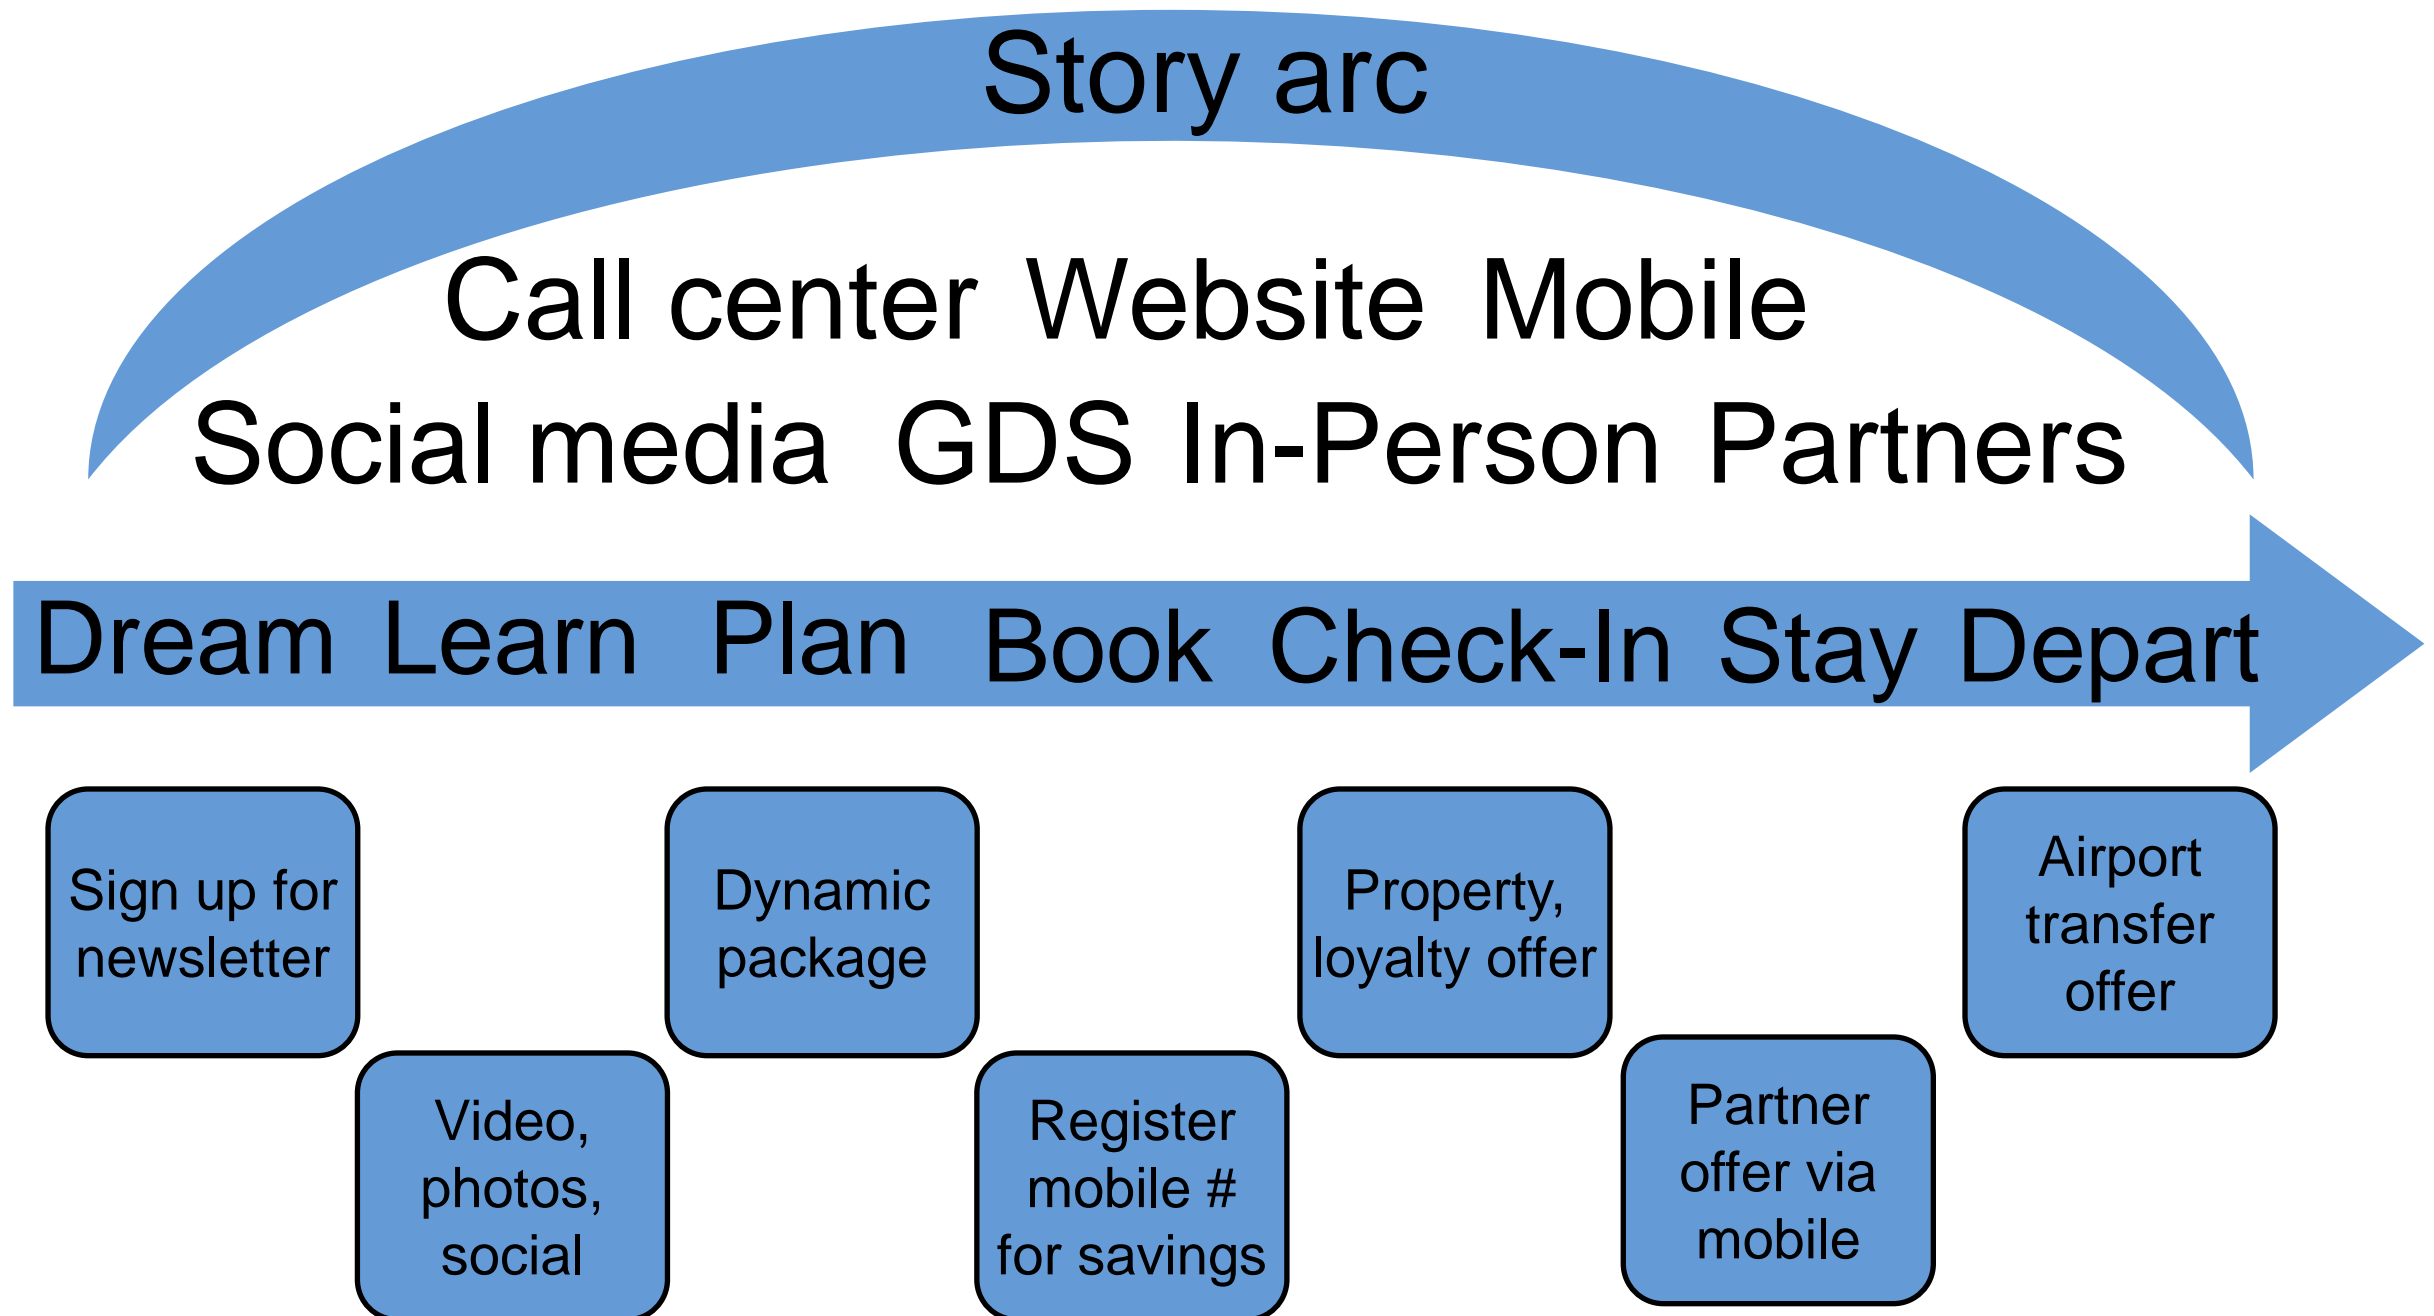 Story arc
Call center Website Mobile
Social media GDS In-Person Partners
Dream Learn Plan Book Check-In Stay Depart
Sign up for
newsletter
Video,
photos,
social
Dynamic
package
Register
mobile #
for savings
Property,
loyalty offer
Partner
offer via
mobile
Airport
transfer
offer